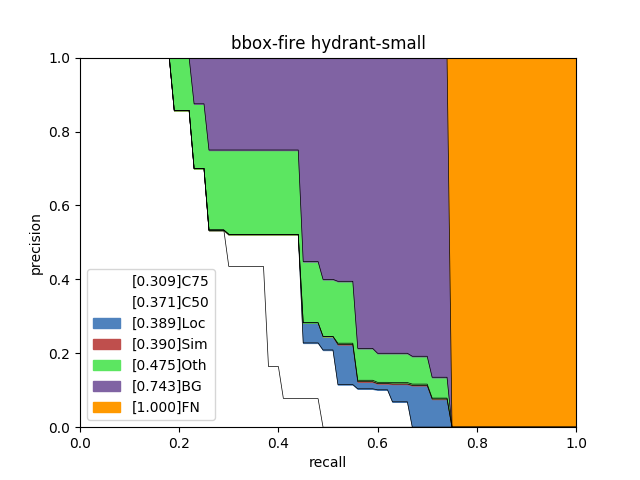 bbox-fire hydrant-small
precision
1.0
0.8
0.6
0.4
0.2
0.0
[0.309]C75
[0.371]C50
[0.389]Loc
[0.390]Sim
[0.475]Oth
[0.743]BG
[1.000]FN
0.0 0.2 0.4 0.6 0.8 1.0
recall